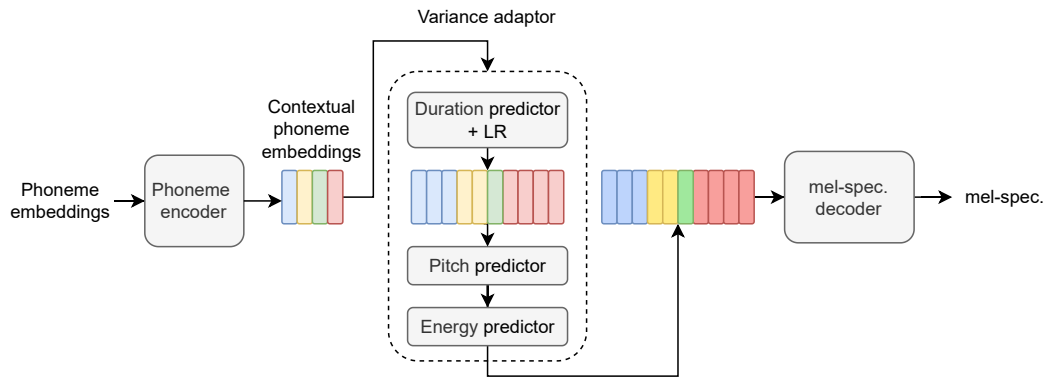 Variance adaptor
Contextual
phoneme
embeddings
Duration predictor
+ LR
Phoneme
embeddings
Phoneme
encoder
mel-spec.
decoder
mel-spec.
Pitch predictor
Energy predictor